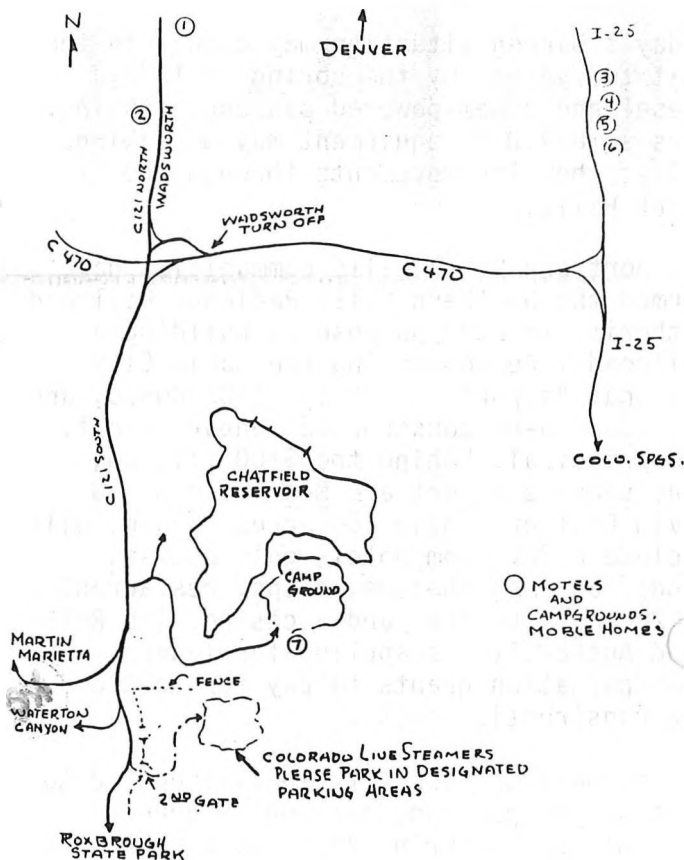 N
①
DENVER
I-25
②
③
④
⑤
⑥
C121 NORTH
WADSWORTH
WADSWORTH
TURN OFF
C 470
C 470
I-25
C121 SOUTH
COLO. SPGS.
CHATFIELD
RESERVOIR
CAMP
GROUND
⑦
○ MOTELS
AND
CAMPGROUNDS.
MOBLE HOMES
MARTIN
MARIETTA
FENCE
WATERTON
CANYON
COLORADO LIVE STEAMERS
PLEASE PARK IN DESIGNATED
PARKING AREAS
2ND GATE
ROXBROUGH
STATE PARK